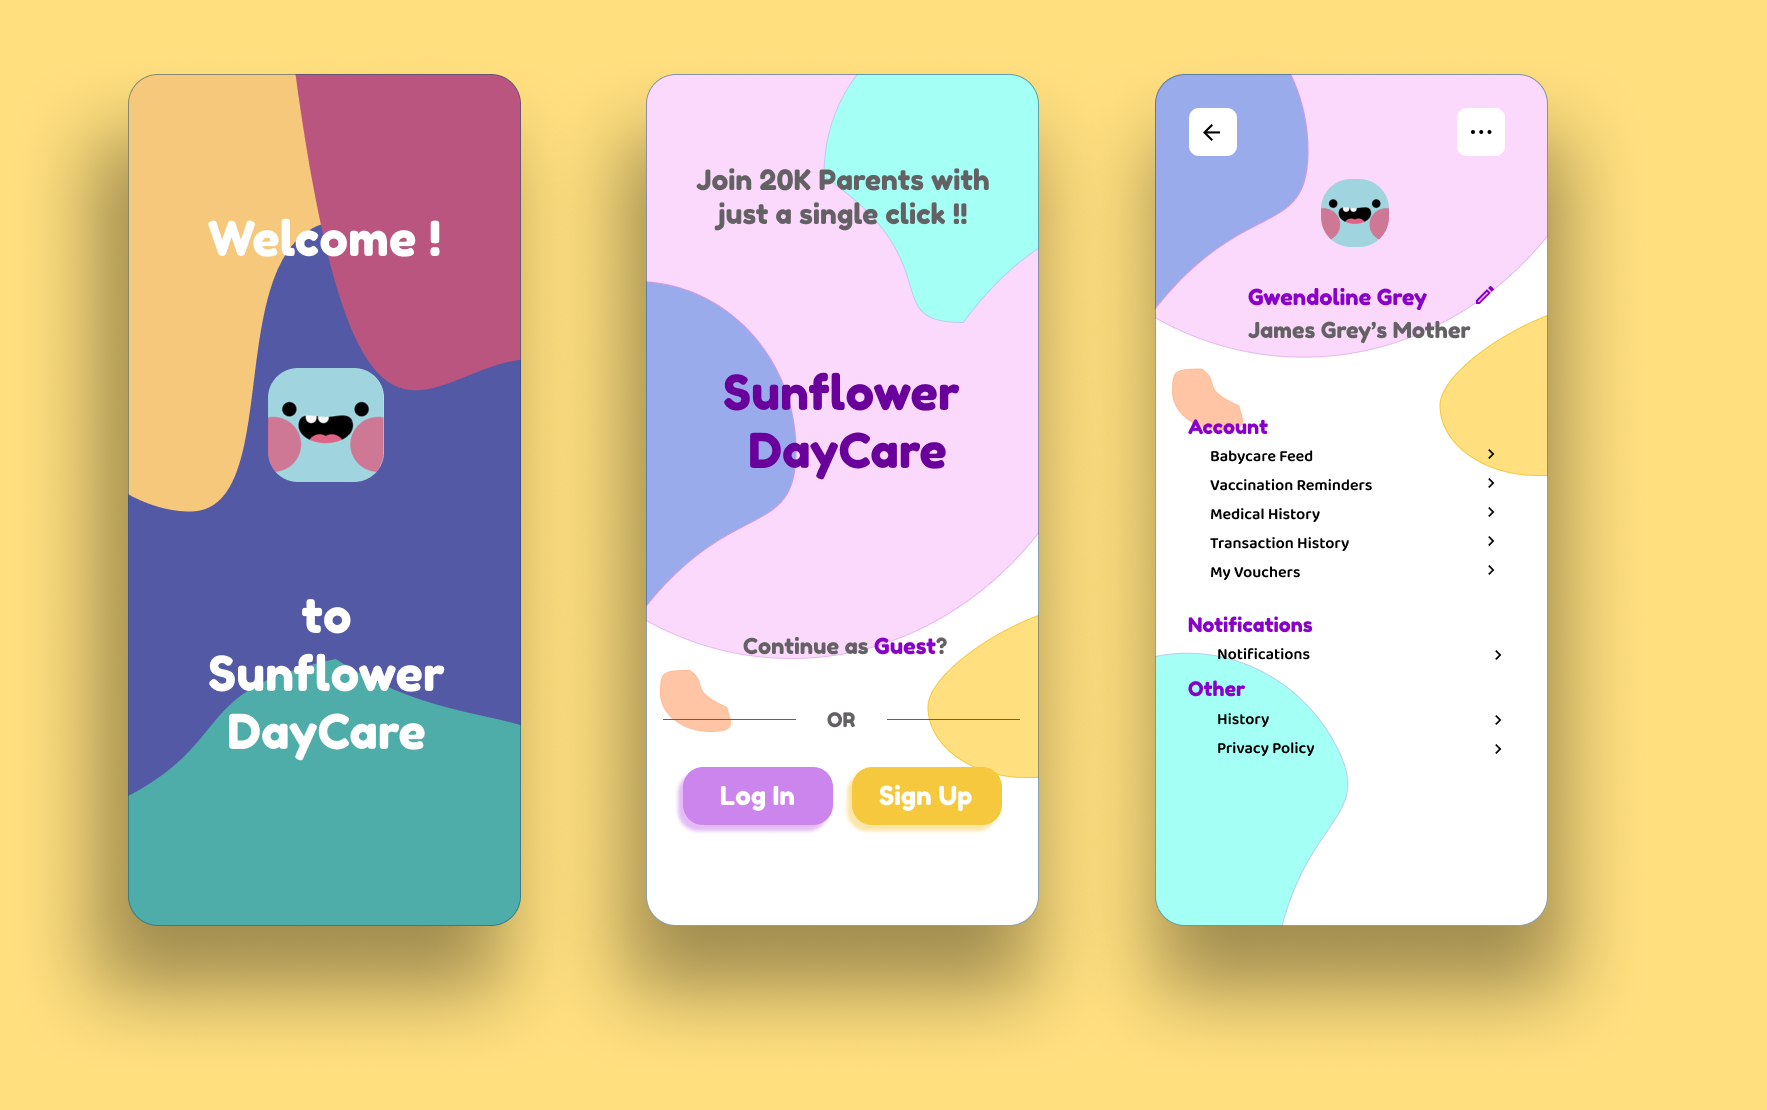 Welcome !
to
Sunflower
DayCare
Join 20K Parents with
just a single click !!
Sunflower
DayCare
Continue as Guest?
OR
Log In
Sign Up
Gwendoline Grey
James Grey’s Mother
Account
Babycare Feed
Vaccination Reminders
Medical History
Transaction History
My Vouchers
Notifications
Notifications
Other
History
Privacy Policy